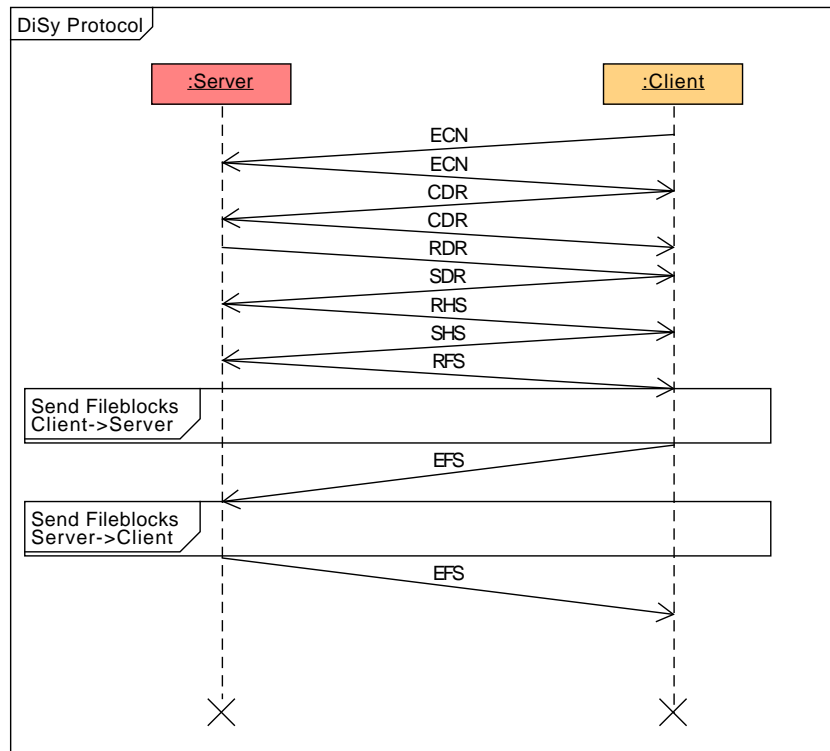 DiSy Protocol
:Server
:Client
ECN
ECN
CDR
CDR
RDR
SDR
RHS
SHS
RFS
Send Fileblocks
Client->Server
EFS
Send Fileblocks
Server->Client
EFS